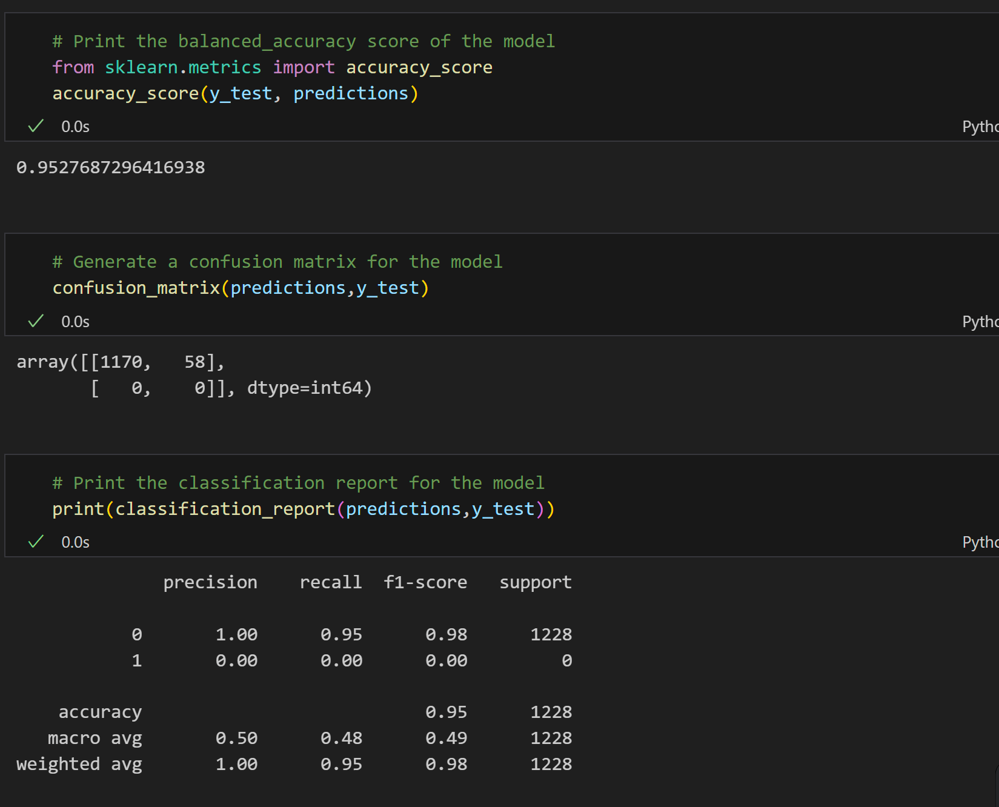 # Print the balanced_accuracy score of the model
from sklearn.metrics import accuracy_score
accuracy_score(y_test, predictions)
0.0s
Pytho
0.9527687296416938
# Generate a confusion matrix for the model
confusion_matrix(predictions,y_test)
0.0s
Pytho
array([[1170,   58],
       [   0,    0]], dtype=int64)
# Print the classification report for the model
print(classification_report(predictions,y_test))
0.0s
Pytho
              precision    recall  f1-score   support
           0       1.00      0.95      0.98      1228
           1       0.00      0.00      0.00         0
    accuracy                           0.95      1228
   macro avg       0.50      0.48      0.49      1228
weighted avg       1.00      0.95      0.98      1228